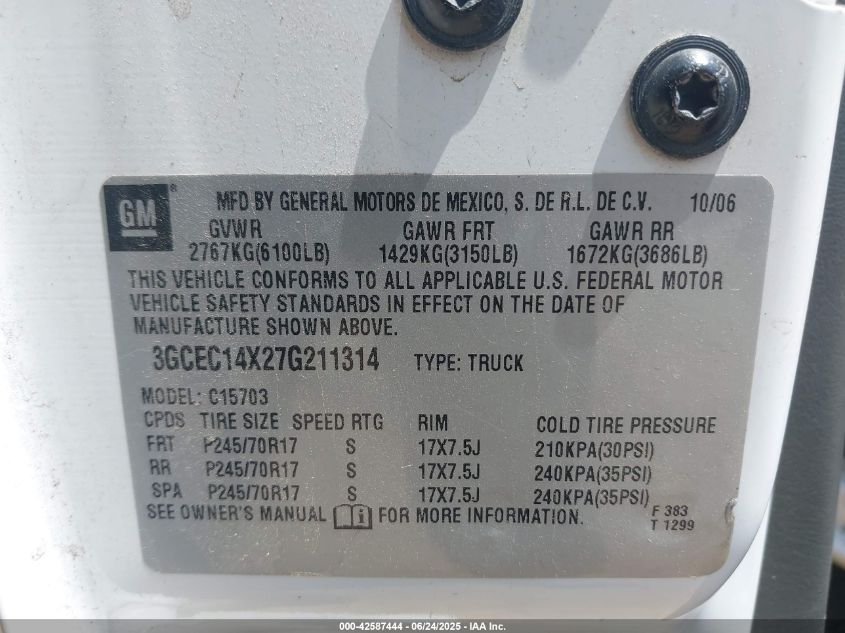 GM® MFD BY GENERAL MOTORS DE MEXICO, S. DE R.L. DE C.V. 10/06
GVWR GAWR FRT GAWR RR
2767KG(6100LB) 1429KG(3150LB) 1672KG(3686LB)
THIS VEHICLE CONFORMS TO ALL APPLICABLE U.S. FEDERAL MOTOR
VEHICLE SAFETY STANDARDS IN EFFECT ON THE DATE OF
MANUFACTURE SHOWN ABOVE.
3GCEC14X27G211314 TYPE: TRUCK
MODEL: C15703
CPDS TIRE SIZE SPEED RTG RIM COLD TIRE PRESSURE
FRT P245/70R17 S 17X7.5J 210KPA(30PSI)
RR P245/70R17 S 17X7.5J 240KPA(35PSI)
SPA P245/70R17 S 17X7.5J 240KPA(35PSI)
SEE OWNER'S MANUAL i FOR MORE INFORMATION.
F 383
T 1299
000-42587444 - 06/24/2025 - IAA Inc.